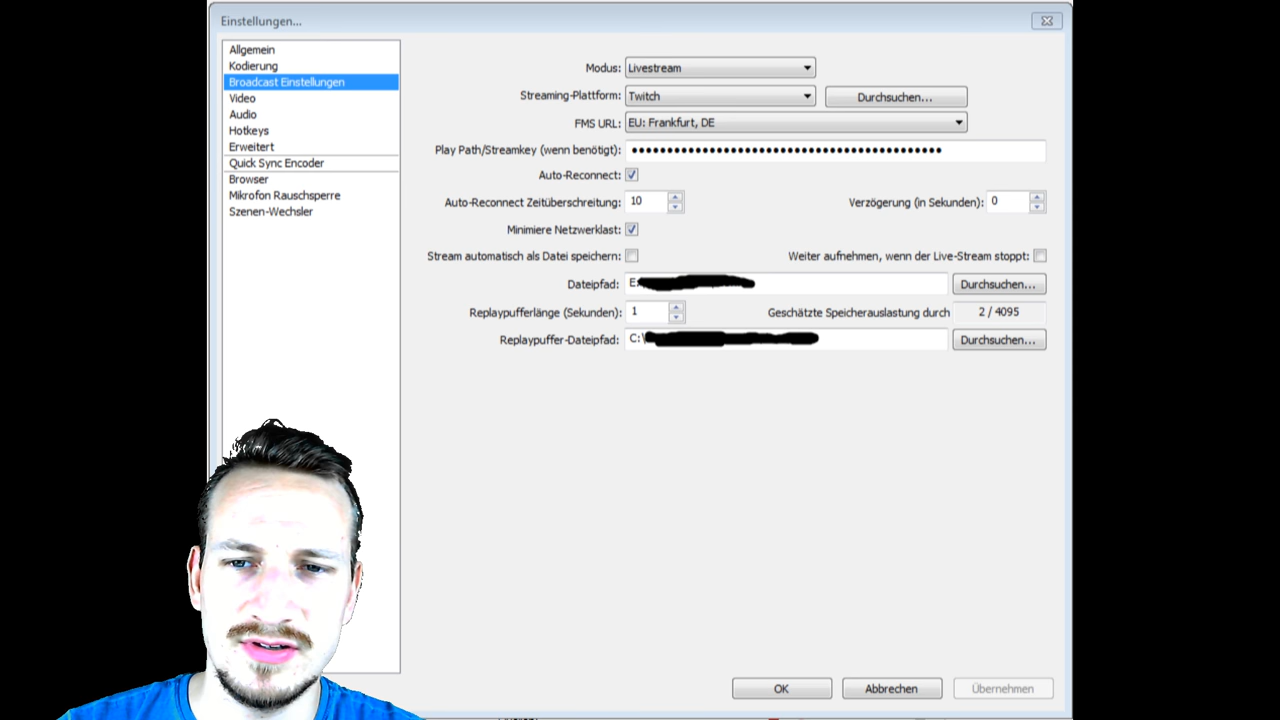 Einstellungen...
Allgemein
Kodierung
Broadcast Einstellungen
Video
Audio
Hotkeys
Erweitert
Quick Sync Encoder
Browser
Mikrofon Rauschsperre
Szenen-Wechsler
Modus: Livestream
Streaming-Plattform: Twitch Durchsuchen...
FMS URL: EU: Frankfurt, DE
Play Path/Streamkey (wenn benötigt): ●●●●●●●●●●●●●●●●●●●●●●●●●●●●●●●●●●●●●●●●●●●●
Auto-Reconnect:
Auto-Reconnect Zeitüberschreitung: 10 Verzögerung (in Sekunden): 0
Minimiere Netzwerklast:
Stream automatisch als Datei speichern: Weiter aufnehmen, wenn der Live-Stream stoppt:
Dateipfad: E: Durchsuchen...
Replaypufferlänge (Sekunden): 1 Geschätzte Speicherauslastung durch 2 / 4095
Replaypuffer-Dateipfad: C:\ Durchsuchen...
OK Abbrechen Übernehmen